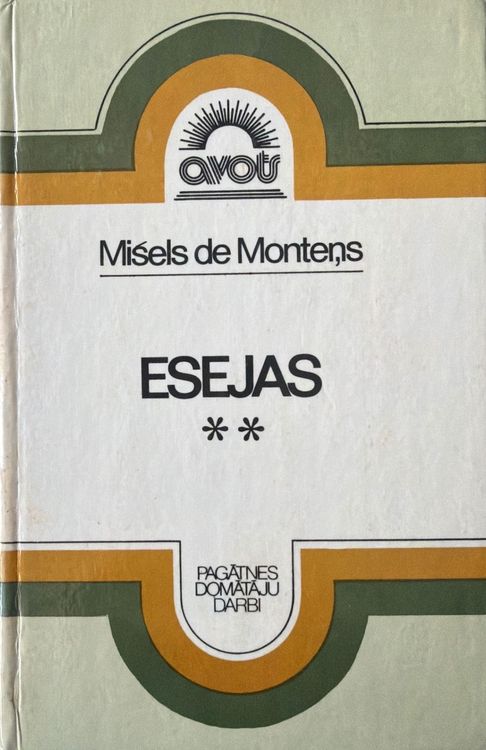 avots
Mišels de Monteņs
ESEJAS
**
PAGĀTNES
DOMĀTĀJU
DARBI